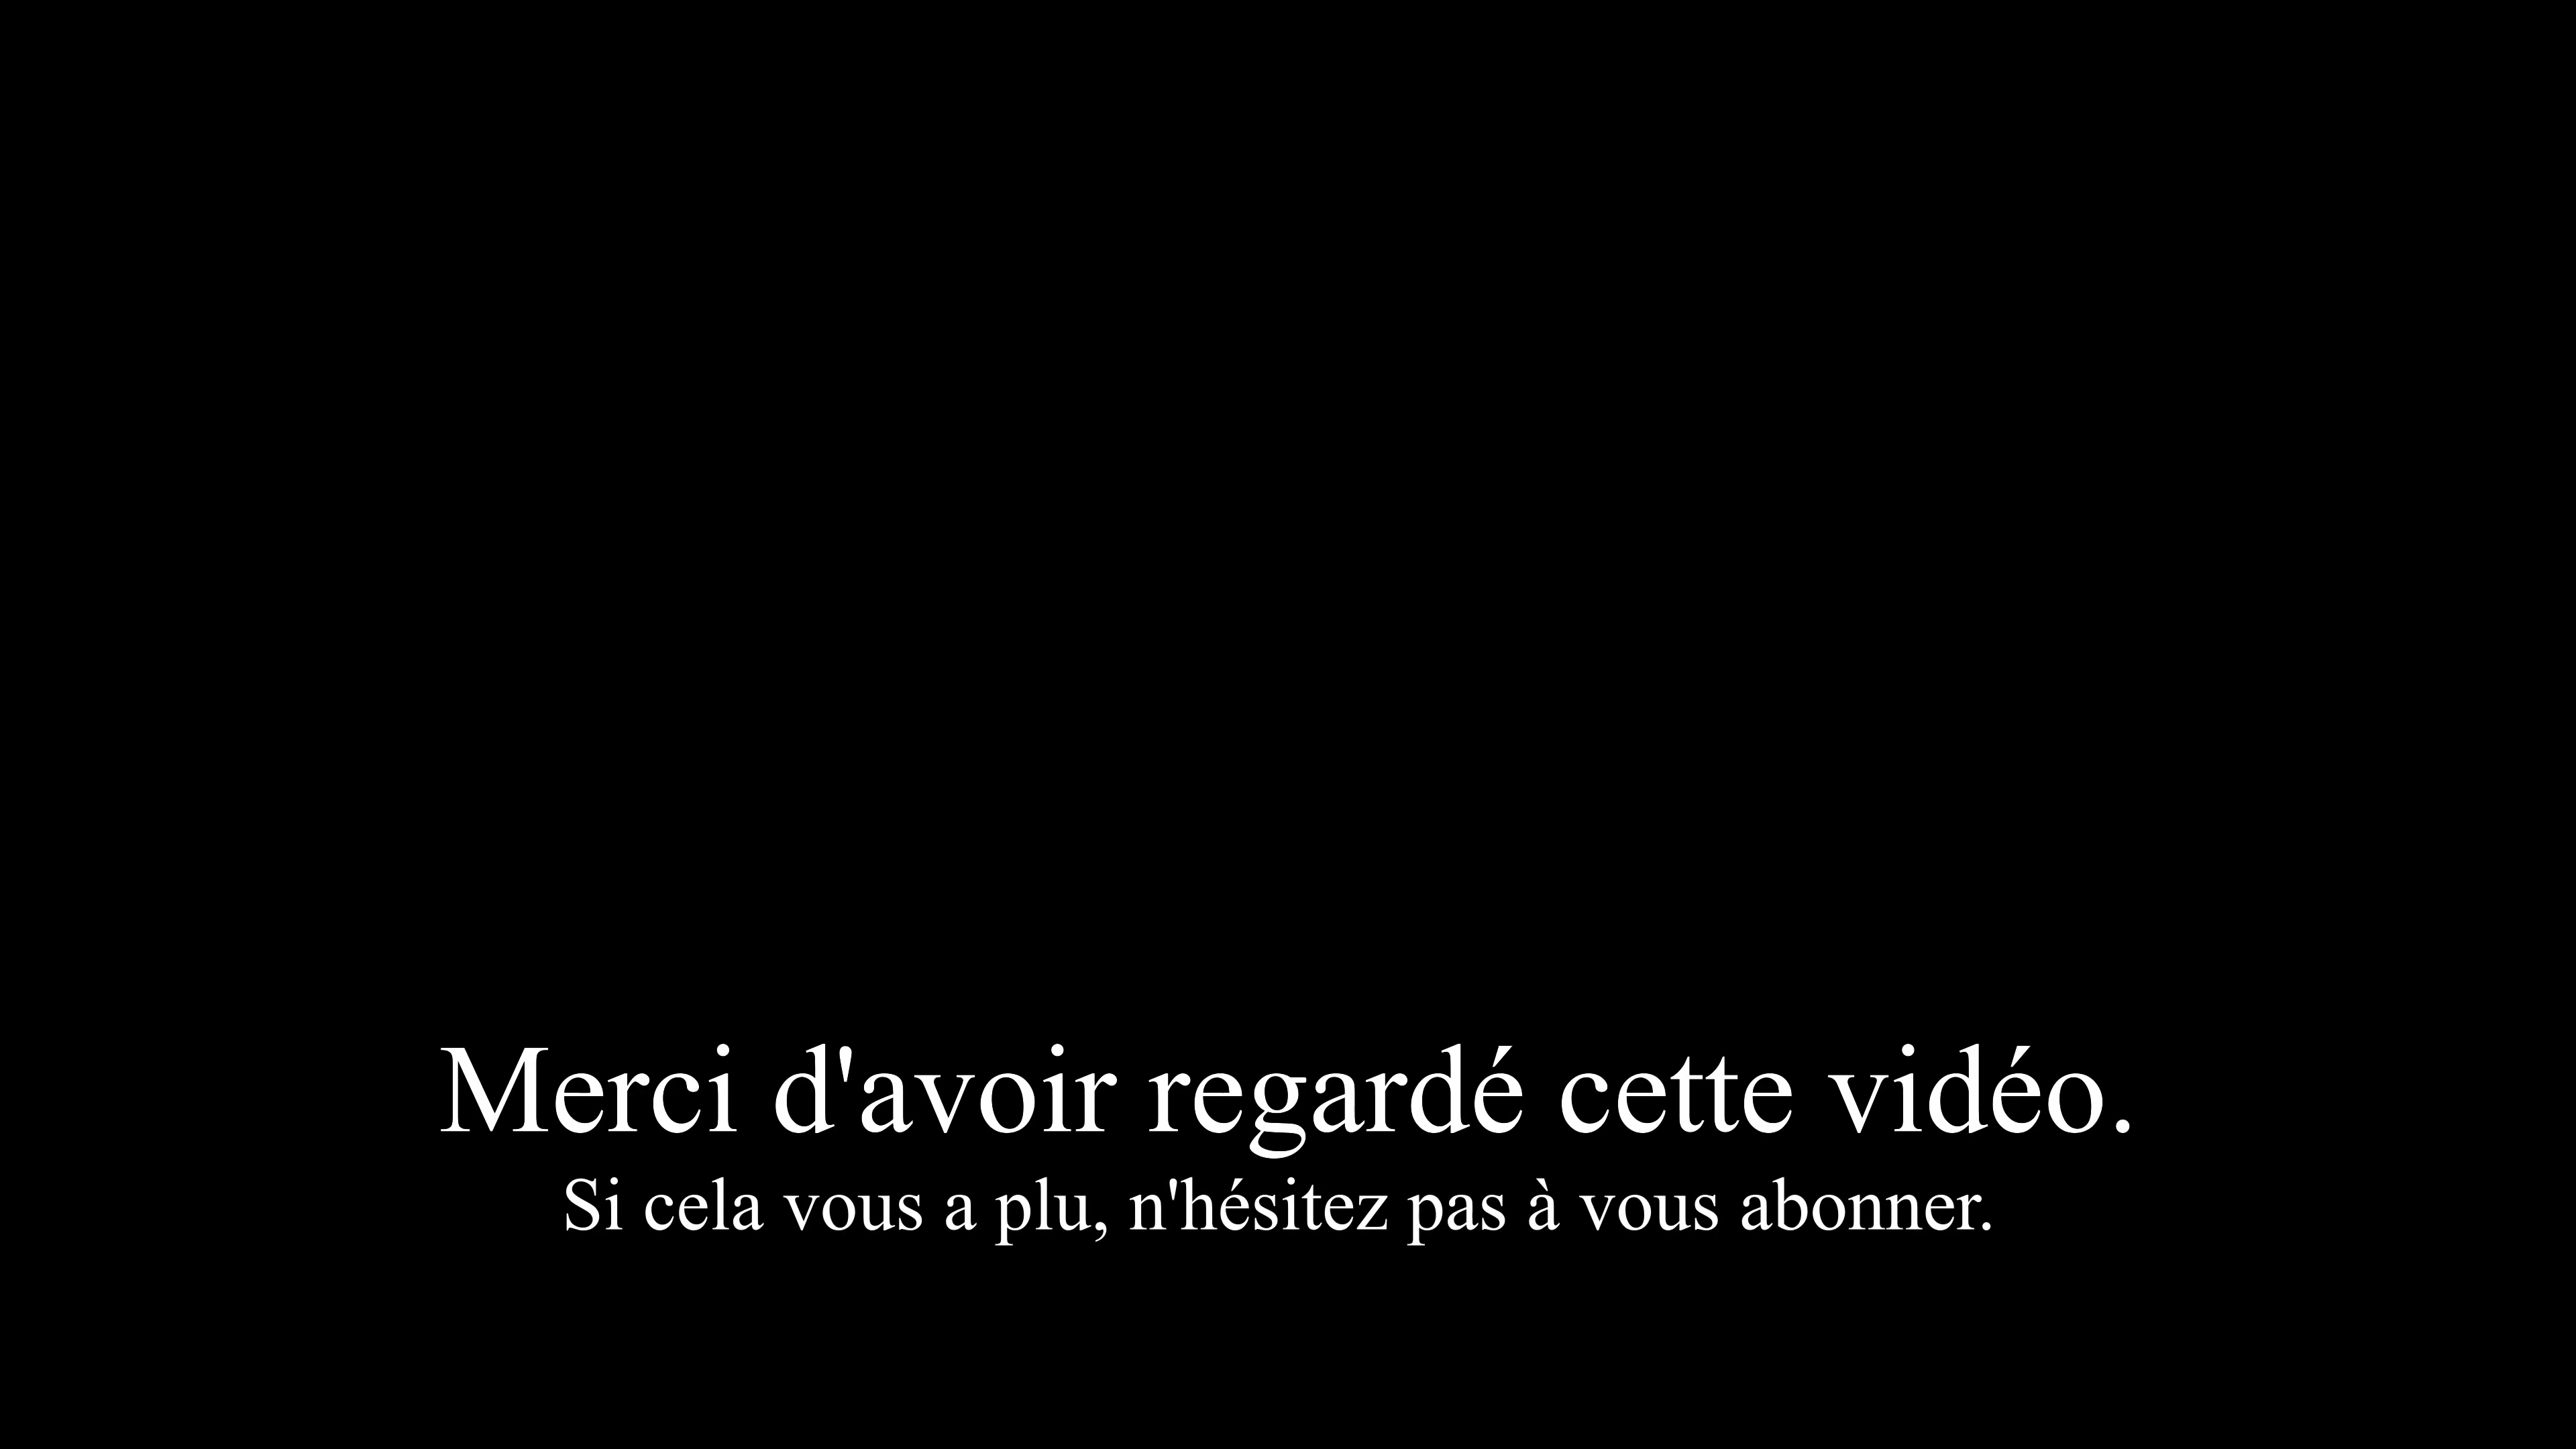 Merci d'avoir regardé cette vidéo.
Si cela vous a plu, n'hésitez pas à vous abonner.